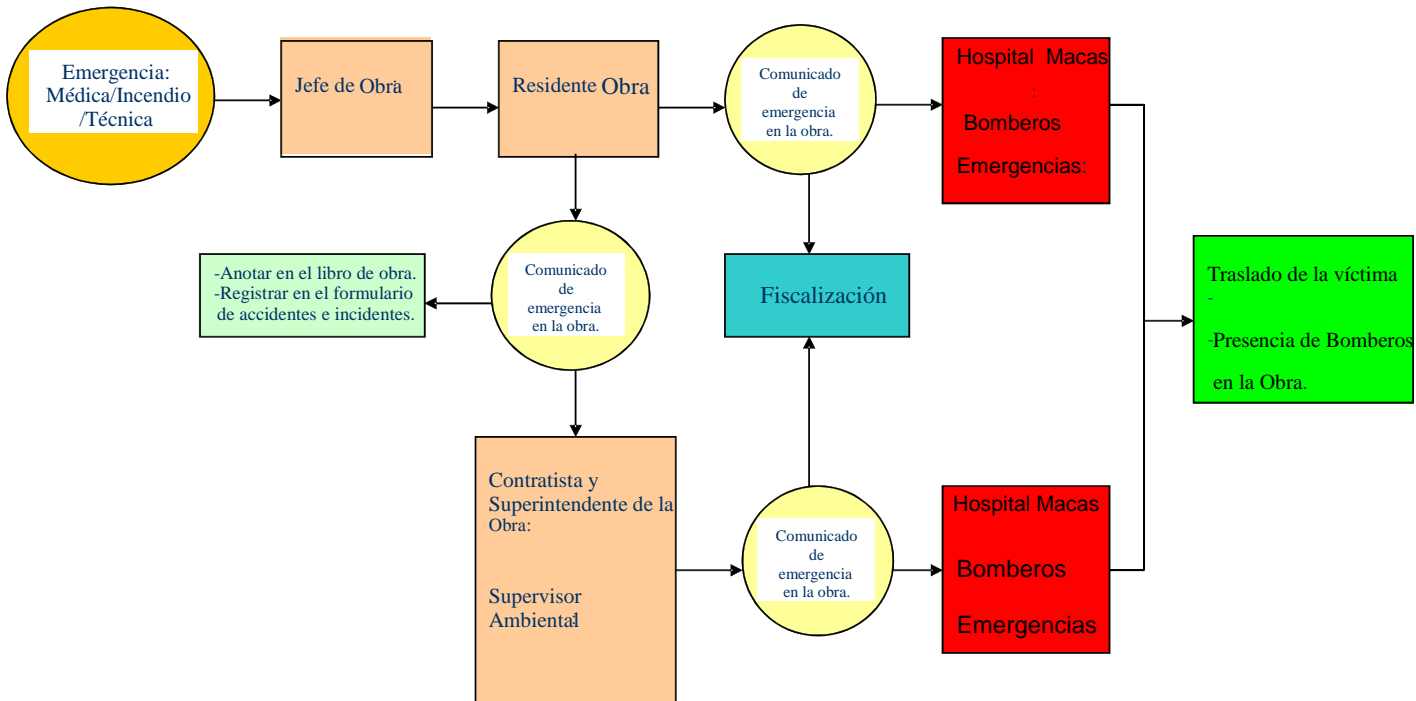 Emergencia:
Médica/Incendio
/Técnica
Jefe de Obra:
Residente Obra
Comunicado
de
emergencia
en la obra.
Hospital Macas
:
Bomberos
Emergencias:
-Anotar en el libro de obra.
-Registrar en el formulario
de accidentes e incidentes.
Comunicado
de
emergencia
en la obra.
Fiscalización
Traslado de la víctima
-
-Presencia de Bomberos
en la Obra.
Contratista y
Superintendente de la
Obra:
Supervisor
Ambiental:
Comunicado
de
emergencia
en la obra.
Hospital Macas
Bomberos
Emergencias